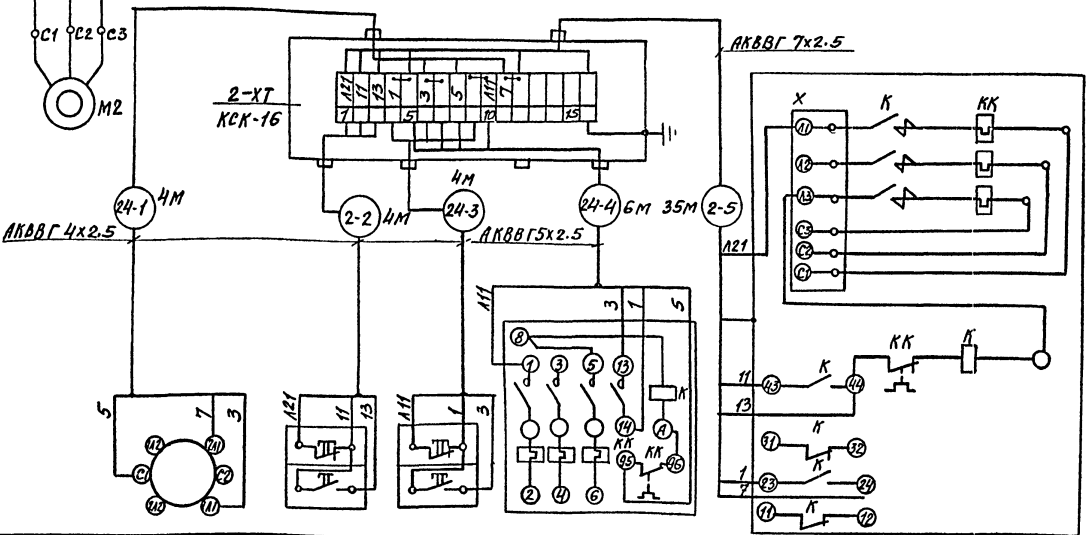 С1 С2 С3
М2
2-ХТ
КСК-16
Л21 11 13 1 3 5 Л11 7
1 5 10 15
АКВВГ 7х2.5
Х К КК
Л1
Л2
Л3
С3
С2
С1
24-1 4М
2-2 4М
4М
24-3
24-4 6М
35М 2-5
АКВВГ 4х2.5
АКВВГ 5х2.5
Л21
Л11 3 1 5
8
1 3 5 13
К
14 А
КК КК
95 96
2 4 6
КК К
11 43 К 44
13
К
31 32
К
1 23 24
7
К
11 12
5 7 3
2Л2 2Л1
С1 С2
2Л2 2Л1
Л21 11 13
Л11 1 3